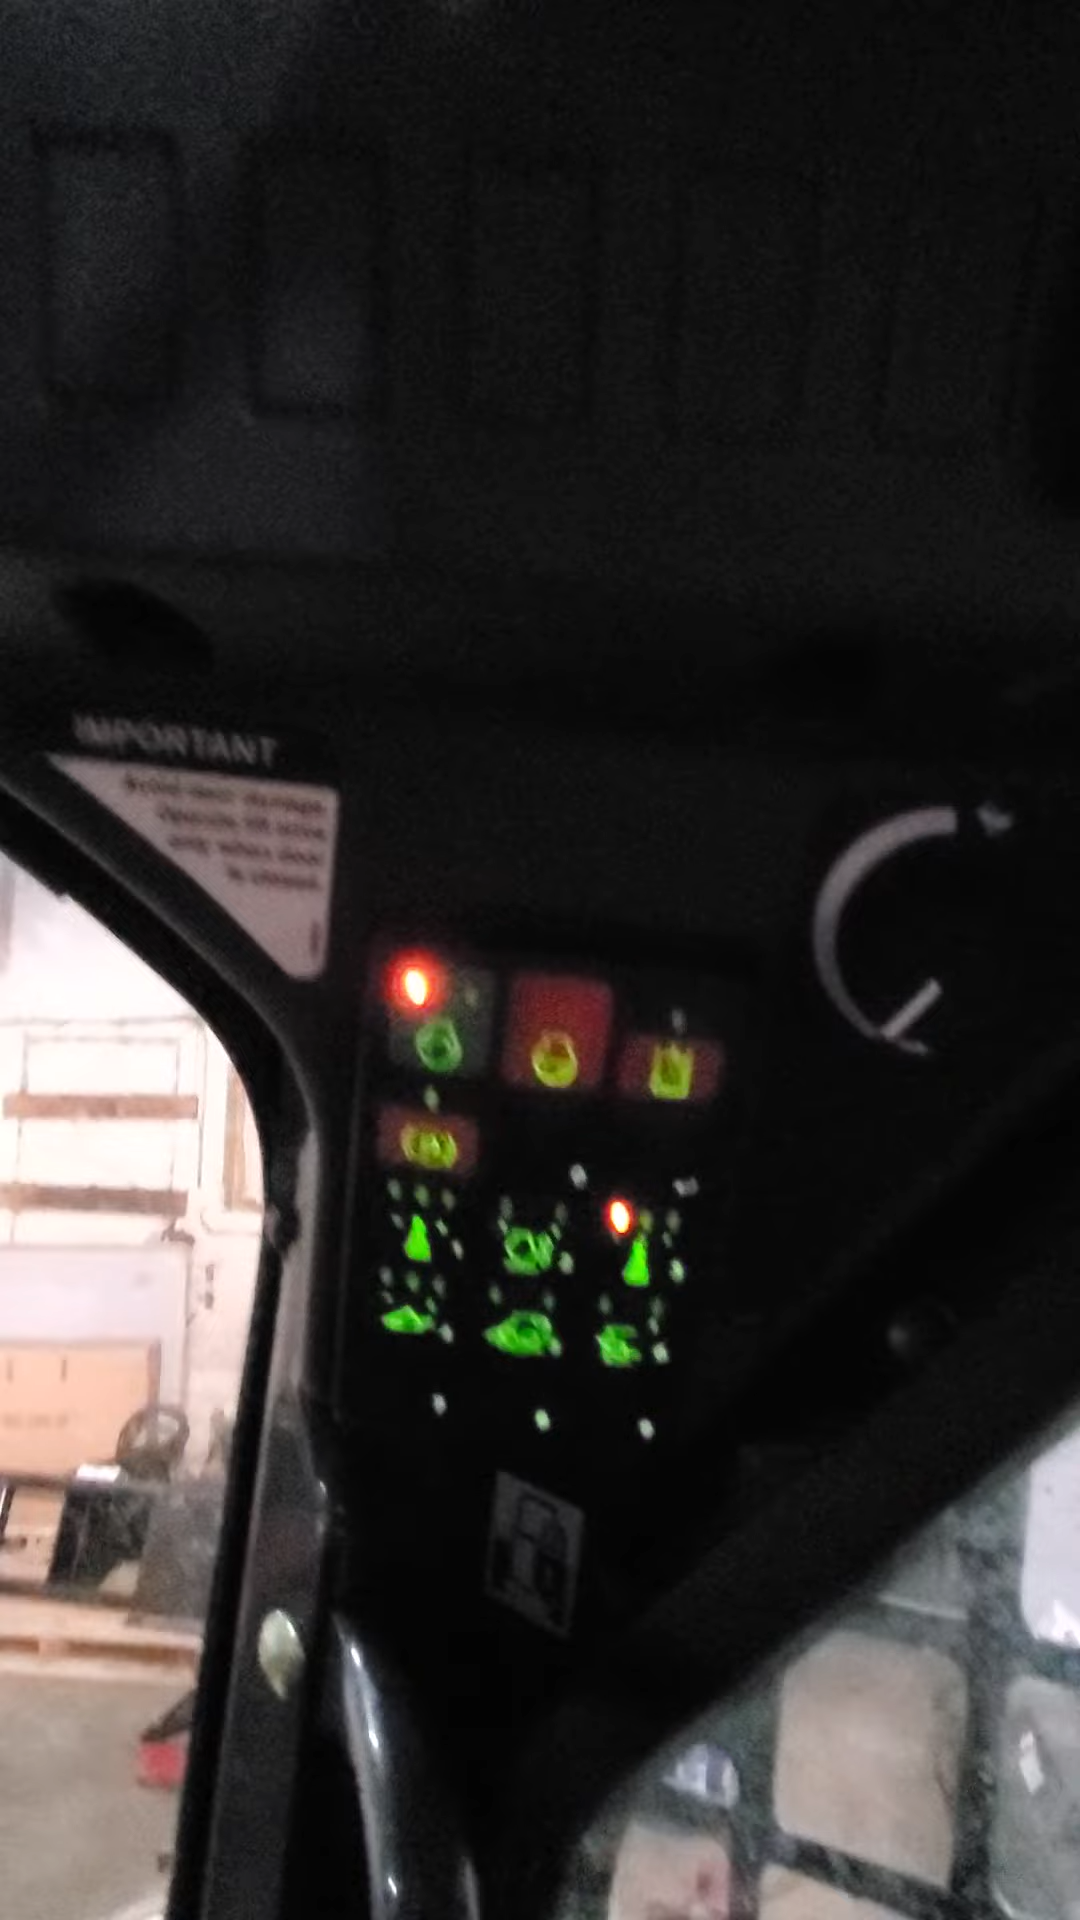 IMPORTANT
Avoid door damage.
Operate lift arms
only when door
is closed.